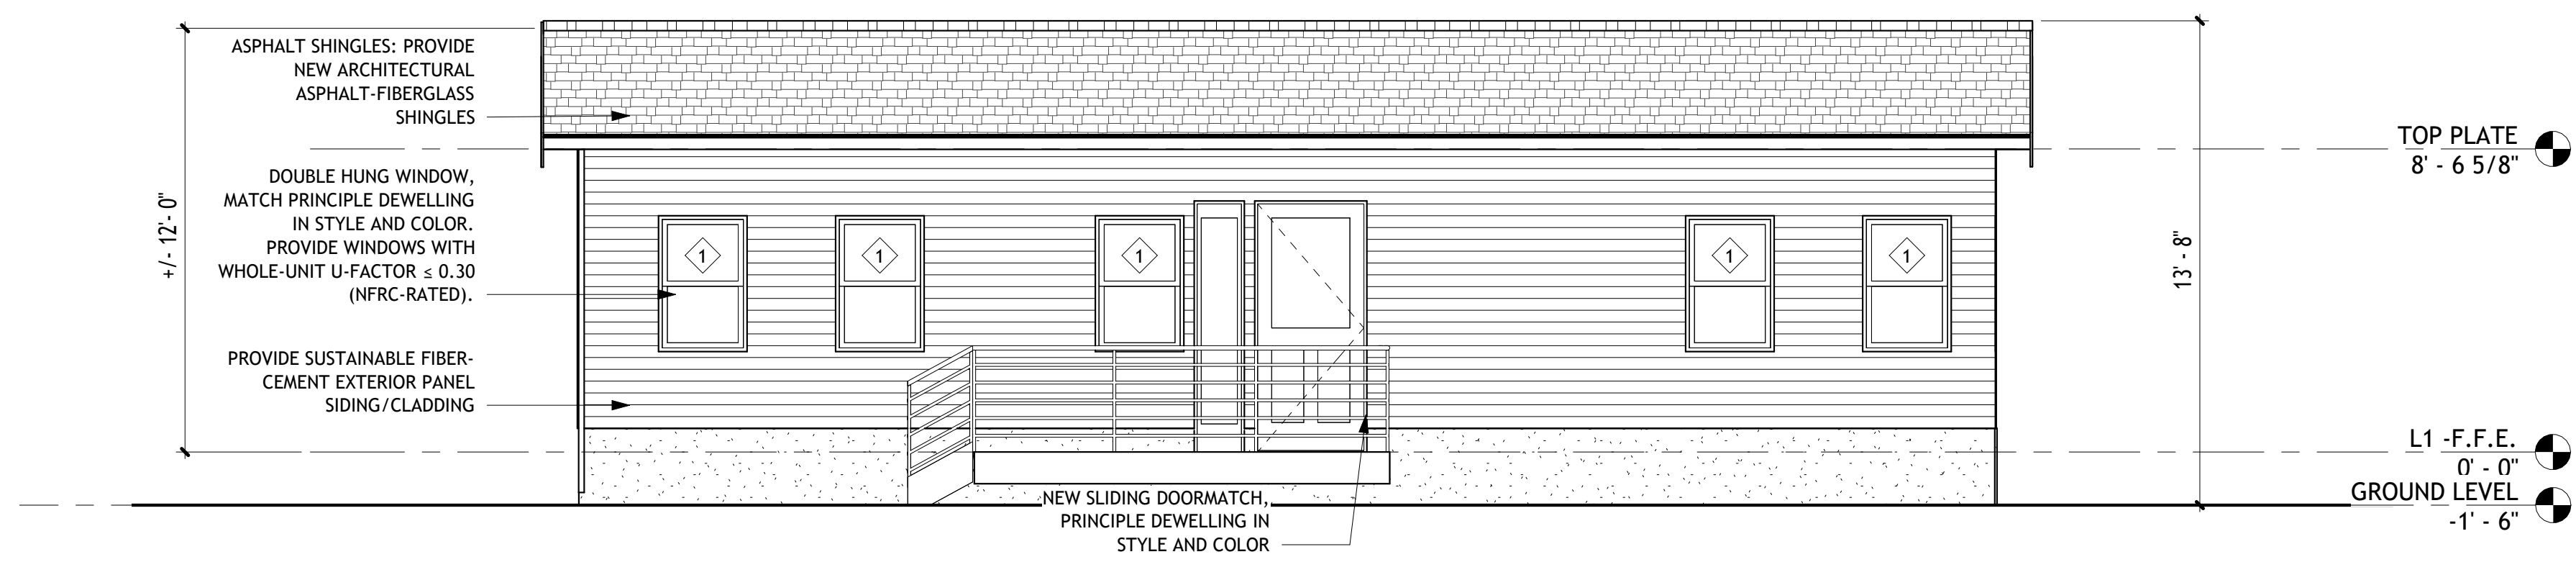 ASPHALT SHINGLES: PROVIDE
NEW ARCHITECTURAL
ASPHALT-FIBERGLASS
SHINGLES
DOUBLE HUNG WINDOW,
MATCH PRINCIPLE DEWELLING
IN STYLE AND COLOR.
PROVIDE WINDOWS WITH
WHOLE-UNIT U-FACTOR ≤ 0.30
(NFRC-RATED).
PROVIDE SUSTAINABLE FIBER-
CEMENT EXTERIOR PANEL
SIDING/CLADDING
+/- 12'- 0"
1
1
1
1
1
NEW SLIDING DOORMATCH,
PRINCIPLE DEWELLING IN
STYLE AND COLOR
13' - 8"
TOP PLATE
8' - 6 5/8"
L1 -F.F.E.
0' - 0"
GROUND LEVEL
-1' - 6"